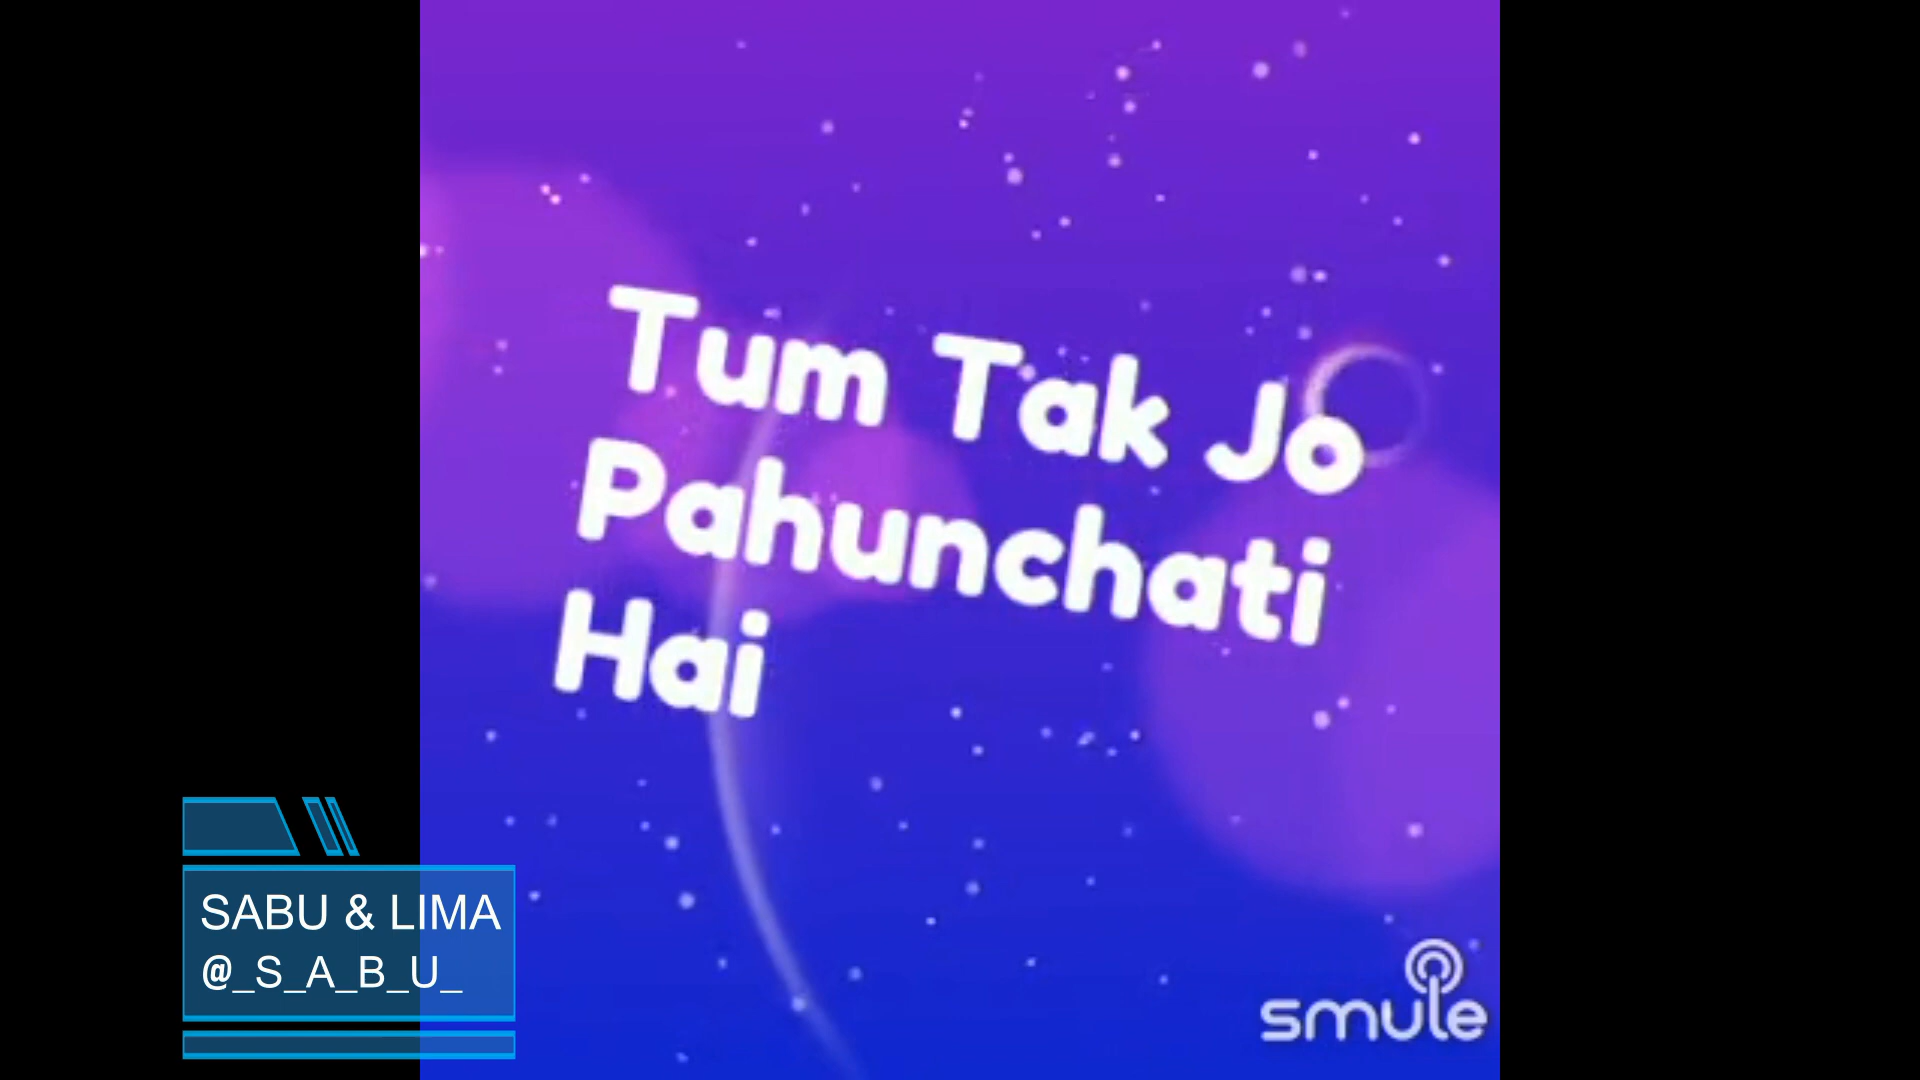 Tum Tak Jo
Pahunchati
Hai
SABU & LIMA
@_S_A_B_U_
smule